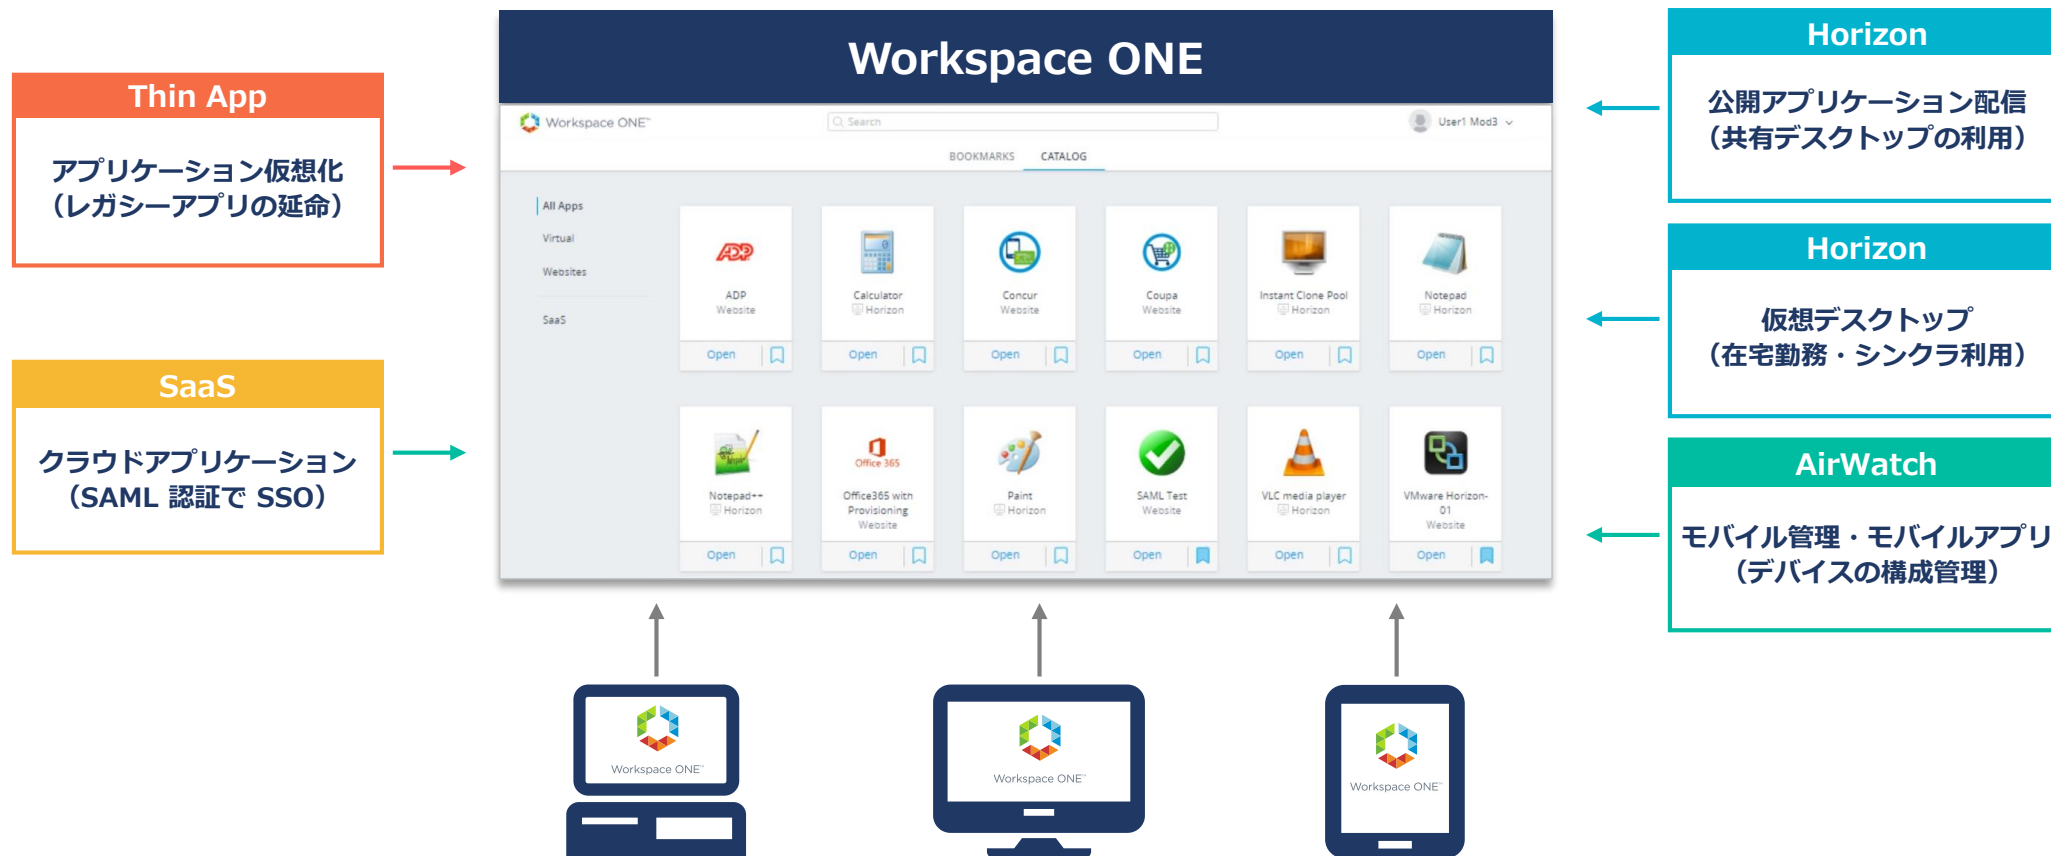 Workspace ONE
Thin App
アプリケーション仮想化
（レガシーアプリの延命）
SaaS
クラウドアプリケーション
（SAML 認証で SSO）
Workspace ONE™
Search
User1 Mod3
BOOKMARKS CATALOG
All Apps
Virtual
Websites
SaaS
ADP
ADP
Website
Open
Calculator
Horizon
Open
Concur
Website
Open
Coupa
Website
Open
Instant Clone Pool
Horizon
Open
Notepad
Horizon
Open
Notepad++
Horizon
Open
Office 365
Office365 with
Provisioning
Website
Open
Paint
Horizon
Open
SAML Test
Website
Open
VLC media player
Horizon
Open
VMware Horizon-
01
Website
Open
Horizon
公開アプリケーション配信
（共有デスクトップの利用）
Horizon
仮想デスクトップ
（在宅勤務・シンクラ利用）
AirWatch
モバイル管理・モバイルアプリ
（デバイスの構成管理）
Workspace ONE™
Workspace ONE™
Workspace ONE™